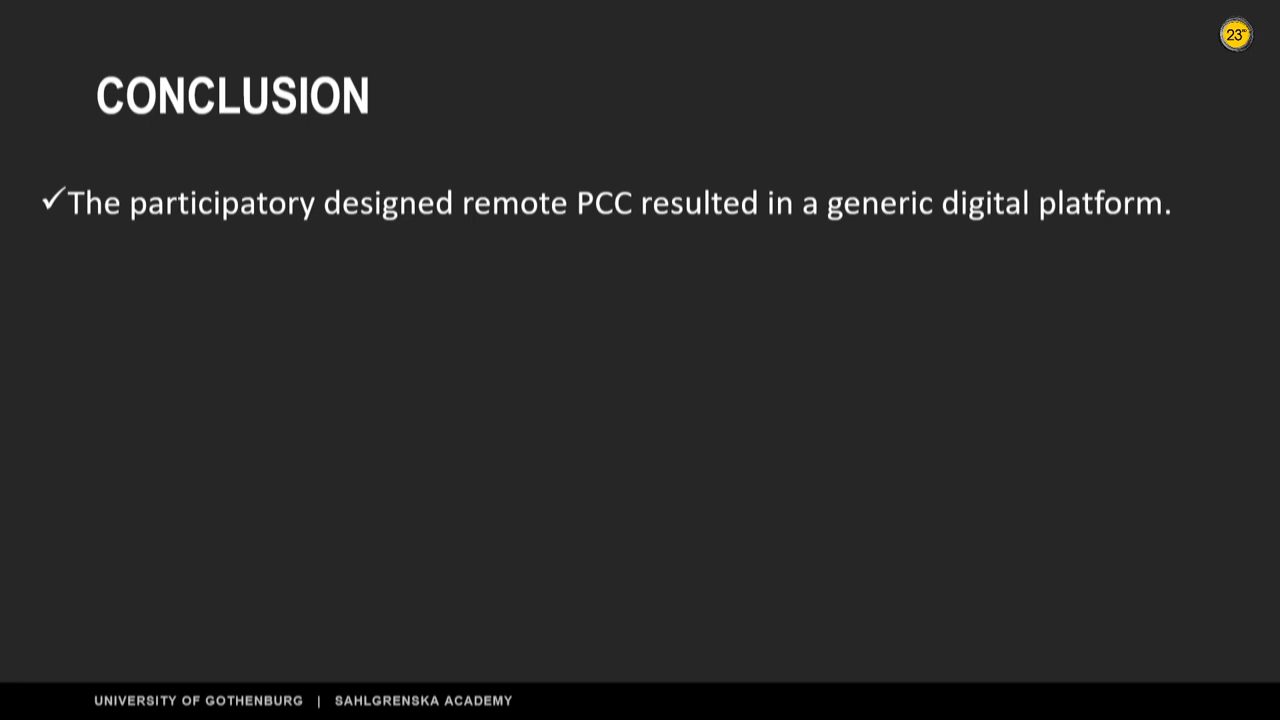 23
CONCLUSION
✓The participatory designed remote PCC resulted in a generic digital platform.
UNIVERSITY OF GOTHENBURG | SAHLGRENSKA ACADEMY